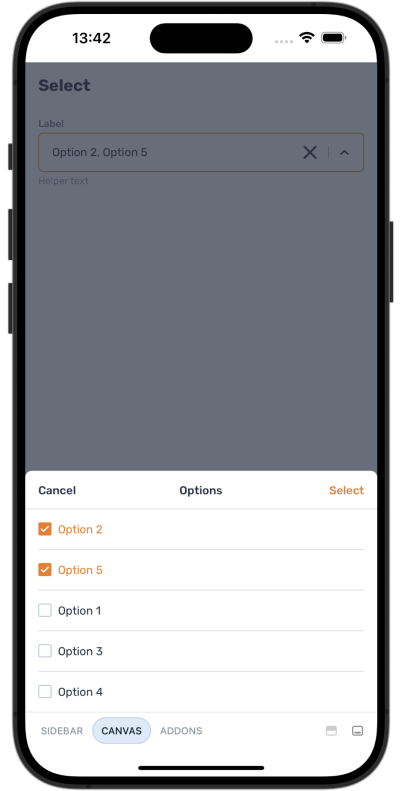 13:42
Select
Label
Option 2, Option 5
Helper text
Cancel Options Select
Option 2
Option 5
Option 1
Option 3
Option 4
SIDEBAR CANVAS ADDONS